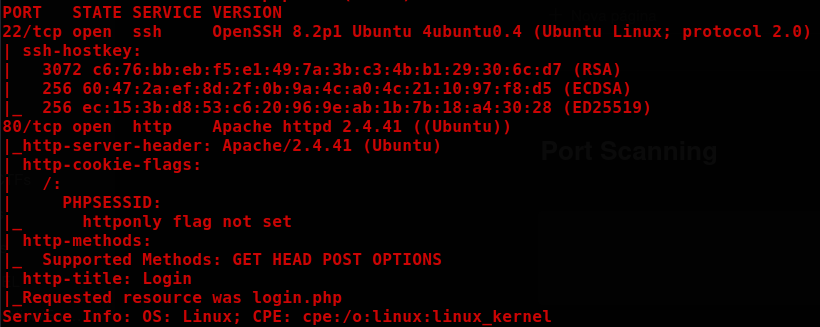 PORT   STATE SERVICE VERSION
22/tcp open  ssh     OpenSSH 8.2p1 Ubuntu 4ubuntu0.4 (Ubuntu Linux; protocol 2.0)
| ssh-hostkey:
|   3072 c6:76:bb:eb:f5:e1:49:7a:3b:c3:4b:b1:29:30:6c:d7 (RSA)
|   256 60:47:2a:ef:8d:2f:0b:9a:4c:a0:4c:21:10:97:f8:d5 (ECDSA)
|_  256 ec:15:3b:d8:53:c6:20:96:9e:ab:1b:7b:18:a4:30:28 (ED25519)
80/tcp open  http    Apache httpd 2.4.41 ((Ubuntu))
|_http-server-header: Apache/2.4.41 (Ubuntu)
Port Scanning
| http-cookie-flags:
|   /:
|     PHPSESSID:
|_      httponly flag not set
| http-methods:
|_  Supported Methods: GET HEAD POST OPTIONS
| http-title: Login
|_Requested resource was login.php
Service Info: OS: Linux; CPE: cpe:/o:linux:linux_kernel